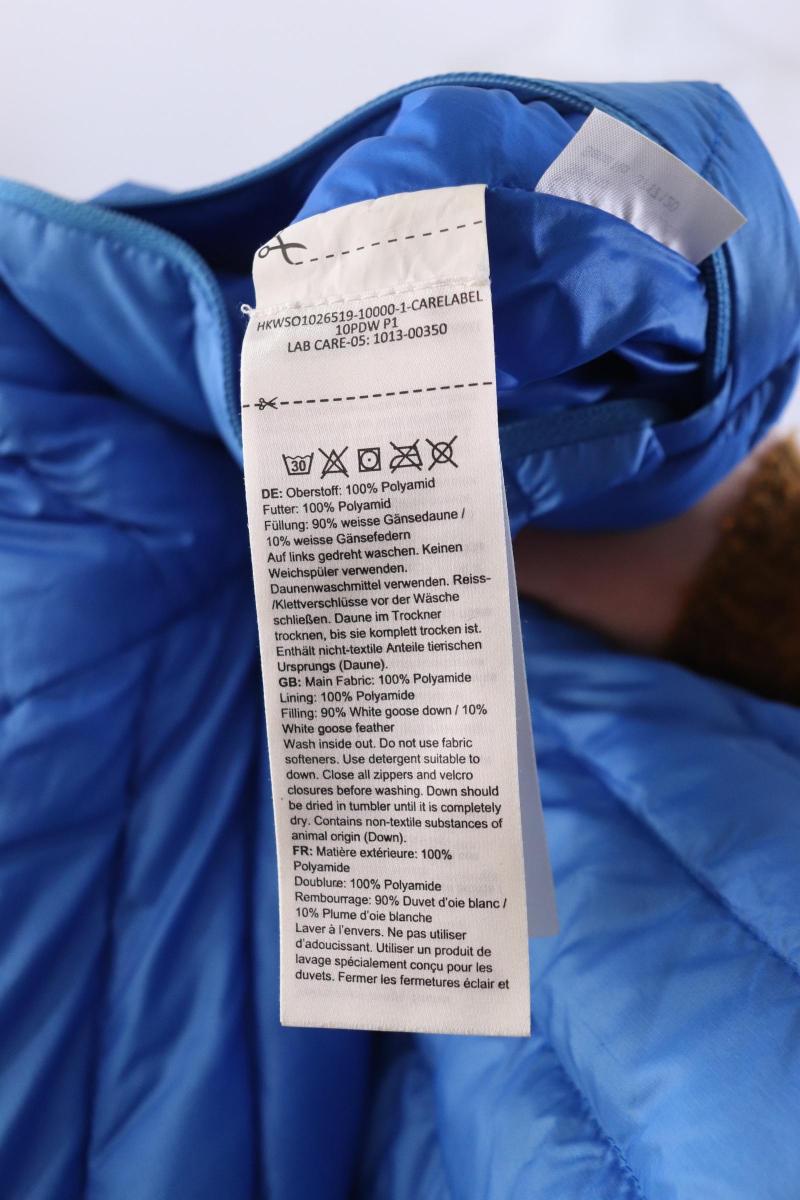 HKWSO1026519-10000-1-CARELABEL
10PDW P1
LAB CARE-05: 1013-00350
30
DE: Oberstoff: 100% Polyamid
Futter: 100% Polyamid
Füllung: 90% weisse Gänsedaune /
10% weisse Gänsefedern
Auf links gedreht waschen. Keinen
Weichspüler verwenden.
Daunenwaschmittel verwenden. Reiss-
/Klettverschlüsse vor der Wäsche
schließen. Daune im Trockner
trocknen, bis sie komplett trocken ist.
Enthält nicht-textile Anteile tierischen
Ursprungs (Daune).
GB: Main Fabric: 100% Polyamide
Lining: 100% Polyamide
Filling: 90% White goose down / 10%
White goose feather
Wash inside out. Do not use fabric
softeners. Use detergent suitable to
down. Close all zippers and velcro
closures before washing. Down should
be dried in tumbler until it is completely
dry. Contains non-textile substances of
animal origin (Down).
FR: Matière extérieure: 100%
Polyamide
Doublure: 100% Polyamide
Rembourrage: 90% Duvet d'oie blanc /
10% Plume d'oie blanche
Laver à l'envers. Ne pas utiliser
d'adoucissant. Utiliser un produit de
lavage spécialement conçu pour les
duvets. Fermer les fermetures éclair et